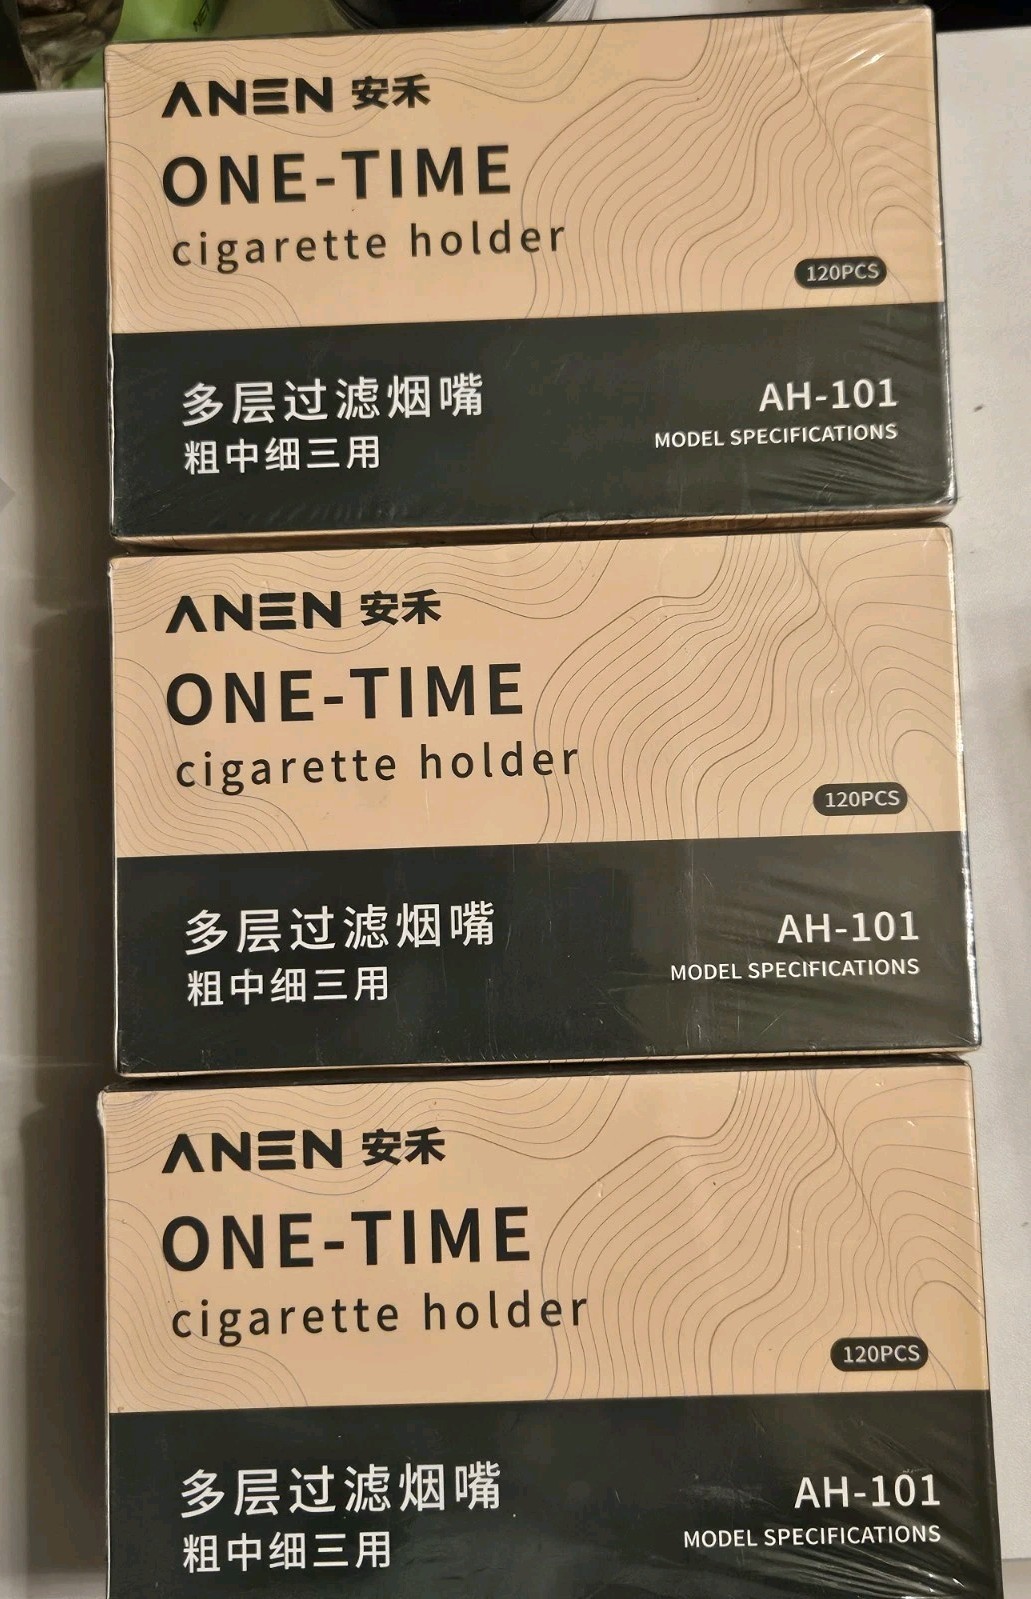 ANEN 安禾
ONE-TIME
cigarette holder
120PCS
多层过滤烟嘴
粗中细三用
AH-101
MODEL SPECIFICATIONS
ANEN 安禾
ONE-TIME
cigarette holder
120PCS
多层过滤烟嘴
粗中细三用
AH-101
MODEL SPECIFICATIONS
ANEN 安禾
ONE-TIME
cigarette holder
120PCS
多层过滤烟嘴
粗中细三用
AH-101
MODEL SPECIFICATIONS